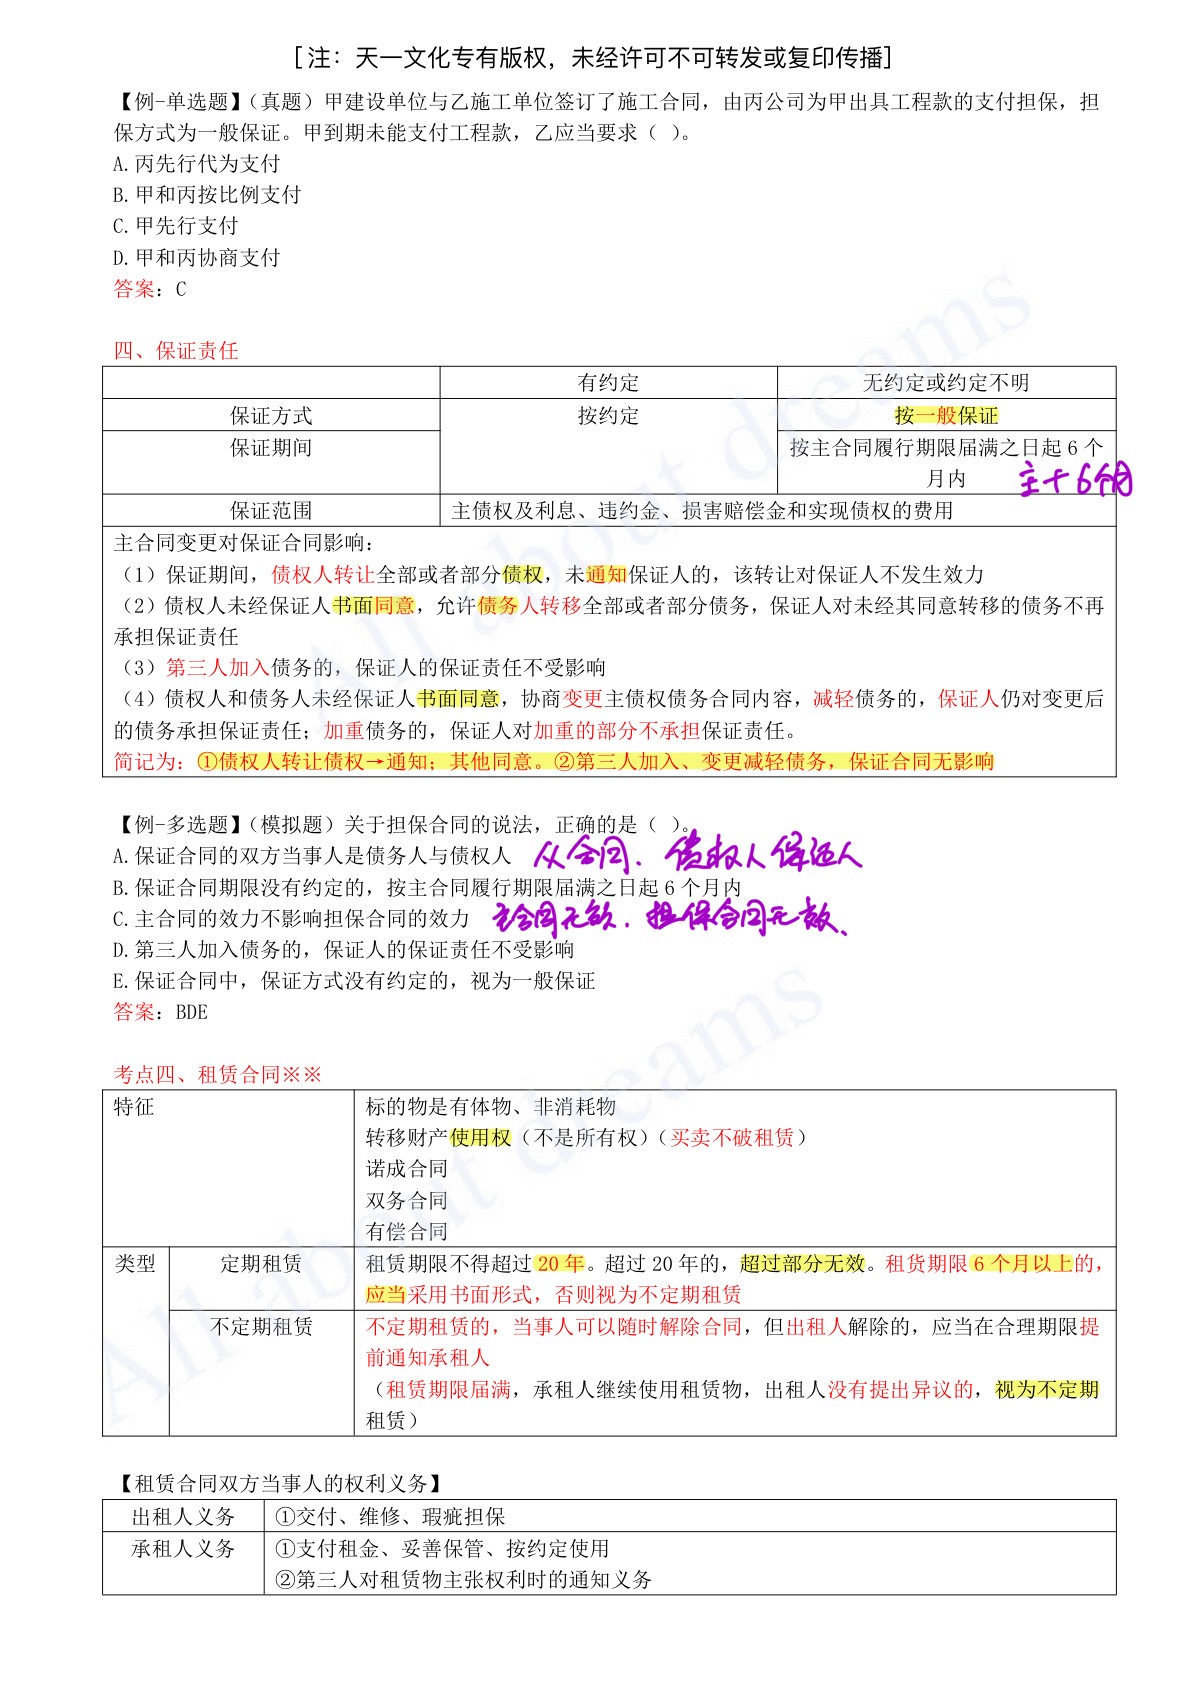 [注：天一文化专有版权，未经许可不可转发或复印传播]
【例-单选题】（真题）甲建设单位与乙施工单位签订了施工合同，由丙公司为甲出具工程款的支付担保，担
保方式为一般保证。甲到期未能支付工程款，乙应当要求（ ）。
A.丙先行代为支付
B.甲和丙按比例支付
C.甲先行支付
D.甲和丙协商支付
答案：C
四、保证责任
有约定 无约定或约定不明
保证方式 按约定 按一般保证
保证期间 按主合同履行期限届满之日起 6 个
月内 主+6个月
保证范围 主债权及利息、违约金、损害赔偿金和实现债权的费用
主合同变更对保证合同影响：
（1）保证期间，债权人转让全部或者部分债权，未通知保证人的，该转让对保证人不发生效力
（2）债权人未经保证人书面同意，允许债务人转移全部或者部分债务，保证人对未经其同意转移的债务不再
承担保证责任
（3）第三人加入债务的，保证人的保证责任不受影响
（4）债权人和债务人未经保证人书面同意，协商变更主债权债务合同内容，减轻债务的，保证人仍对变更后
的债务承担保证责任；加重债务的，保证人对加重的部分不承担保证责任。
简记为：①债权人转让债权→通知；其他同意。②第三人加入、变更减轻债务，保证合同无影响
【例-多选题】（模拟题）关于担保合同的说法，正确的是（ ）。
A.保证合同的双方当事人是债务人与债权人 从合同、债权人保证人
B.保证合同期限没有约定的，按主合同履行期限届满之日起 6 个月内
C.主合同的效力不影响担保合同的效力 主合同无效、担保合同无效、
D.第三人加入债务的，保证人的保证责任不受影响
E.保证合同中，保证方式没有约定的，视为一般保证
答案：BDE
考点四、租赁合同※※
特征 标的物是有体物、非消耗物
转移财产使用权（不是所有权）（买卖不破租赁）
诺成合同
双务合同
有偿合同
类型 定期租赁 租赁期限不得超过 20 年。超过 20 年的，超过部分无效。租赁期限 6 个月以上的，
应当采用书面形式，否则视为不定期租赁
不定期租赁 不定期租赁的，当事人可以随时解除合同，但出租人解除的，应当在合理期限提
前通知承租人
（租赁期限届满，承租人继续使用租赁物，出租人没有提出异议的，视为不定期
租赁）
【租赁合同双方当事人的权利义务】
出租人义务 ①交付、维修、瑕疵担保
承租人义务 ①支付租金、妥善保管、按约定使用
②第三人对租赁物主张权利时的通知义务
All about dreams
All about dreams